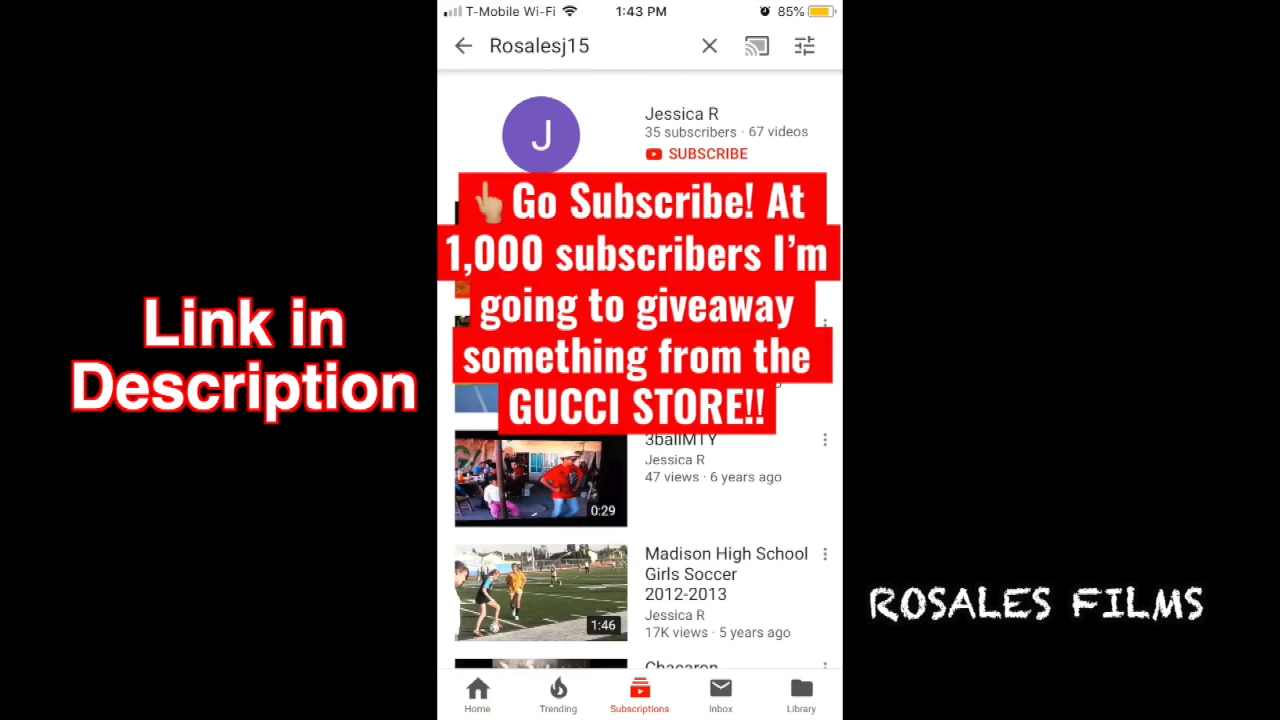 T-Mobile Wi-Fi 1:43 PM 85%
Rosalesj15
J
Jessica R
35 subscribers · 67 videos
SUBSCRIBE
👆🏼Go Subscribe! At
1,000 subscribers I’m
going to giveaway
something from the
GUCCI STORE!!
Link in
Description
3ballMTY
Jessica R
47 views · 6 years ago
0:29
Madison High School
Girls Soccer
2012-2013
Jessica R
17K views · 5 years ago
1:46
Chacaron
ROSALES FILMS
Home Trending Subscriptions Inbox Library